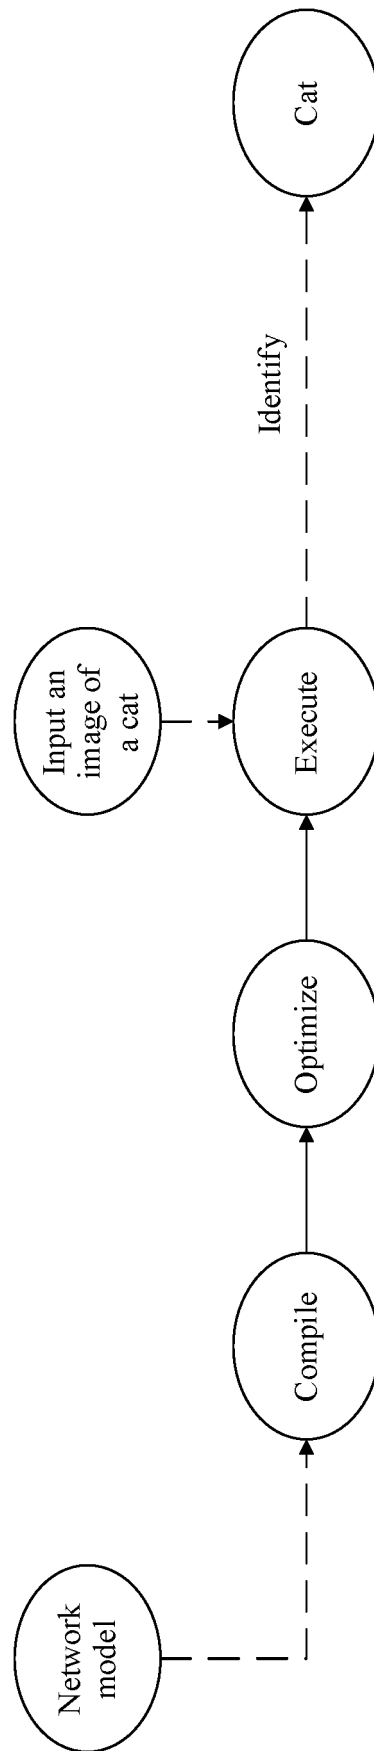 Network
model
Compile
Optimize
Input an
image of
a cat
Execute
Identify
Cat